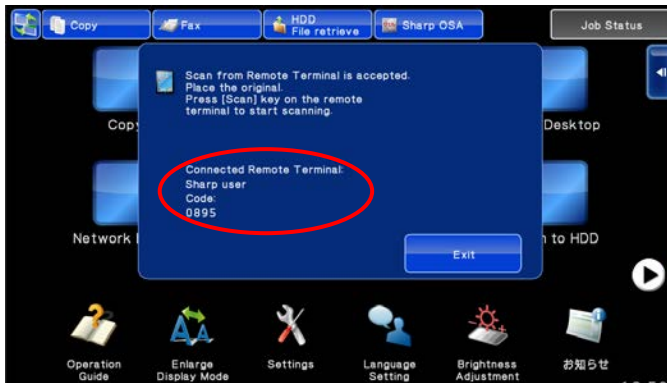 Copy
Fax
HDD
File retrieve
Sharp OSA
Job Status
Scan from Remote Terminal is accepted.
Place the original.
Press [Scan] key on the remote
terminal to start scanning.
Connected Remote Terminal:
Sharp user
Code:
0895
Exit
Copy
Desktop
Network
to HDD
Operation
Guide
Enlarge
Display Mode
Settings
Language
Setting
Brightness
Adjustment
お知らせ